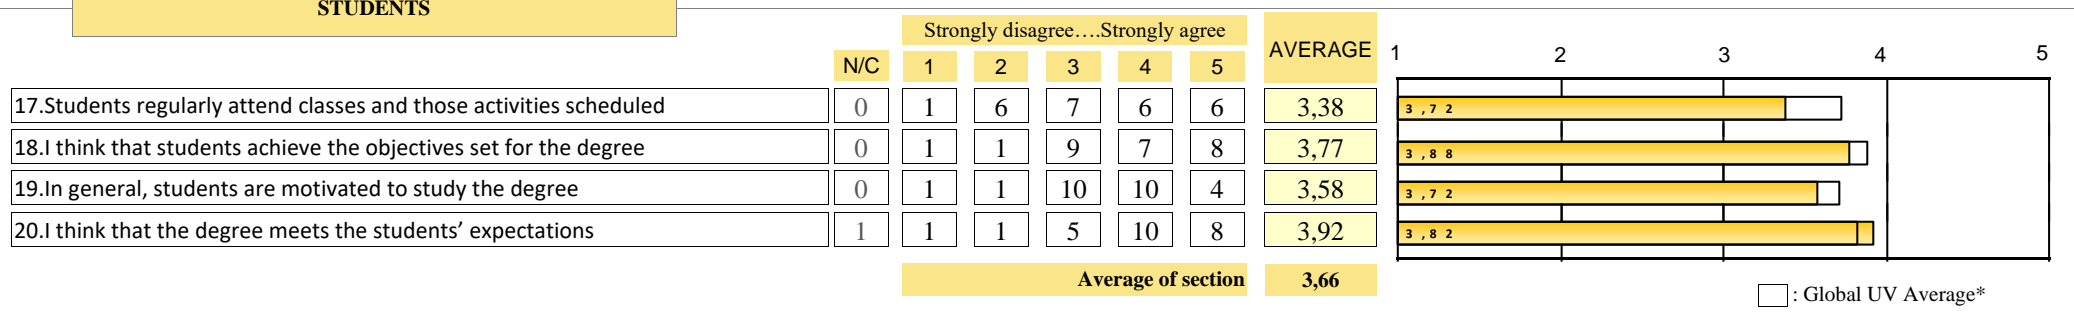 STUDENTS
Strongly disagree….Strongly agree
AVERAGE
1 2 3 4 5
N/C 1 2 3 4 5
17.Students regularly attend classes and those activities scheduled 0 1 6 7 6 6 3,38 3,72
18.I think that students achieve the objectives set for the degree 0 1 1 9 7 8 3,77 3,88
19.In general, students are motivated to study the degree 0 1 1 10 10 4 3,58 3,72
20.I think that the degree meets the students’ expectations 1 1 1 5 10 8 3,92 3,82
Average of section 3,66
: Global UV Average*